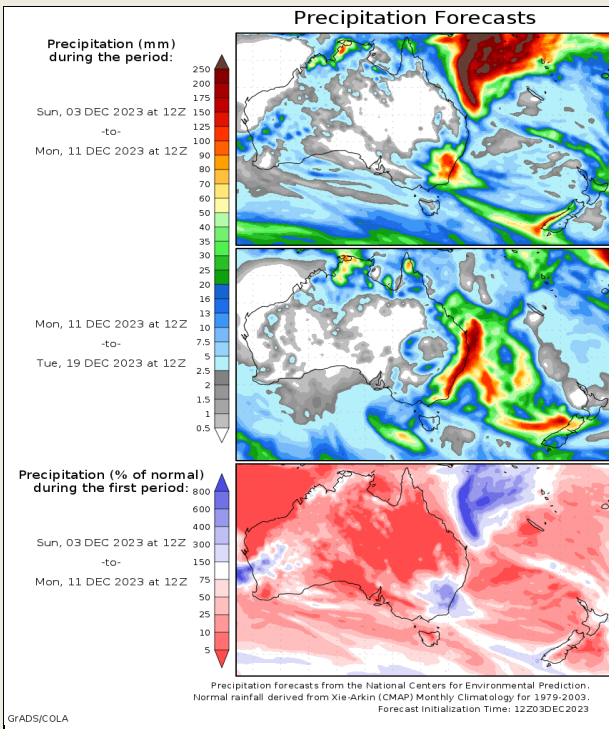 Precipitation Forecasts
Precipitation (mm)
during the period:
Sun, 03 DEC 2023 at 12Z
-to-
Mon, 11 DEC 2023 at 12Z
250
200
175
150
125
100
90
80
70
60
50
40
35
30
25
20
16
13
10
7.5
5
2.5
2
1.5
1
0.5
Mon, 11 DEC 2023 at 12Z
-to-
Tue, 19 DEC 2023 at 12Z
Precipitation (% of normal)
during the first period:
Sun, 03 DEC 2023 at 12Z
-to-
Mon, 11 DEC 2023 at 12Z
800
600
400
300
150
75
50
25
10
5
Precipitation forecasts from the National Centers for Environmental Prediction.
Normal rainfall derived from Xie-Arkin (CMAP) Monthly Climatology for 1979-2003.
Forecast Initialization Time: 12Z03DEC2023
GrADS/COLA